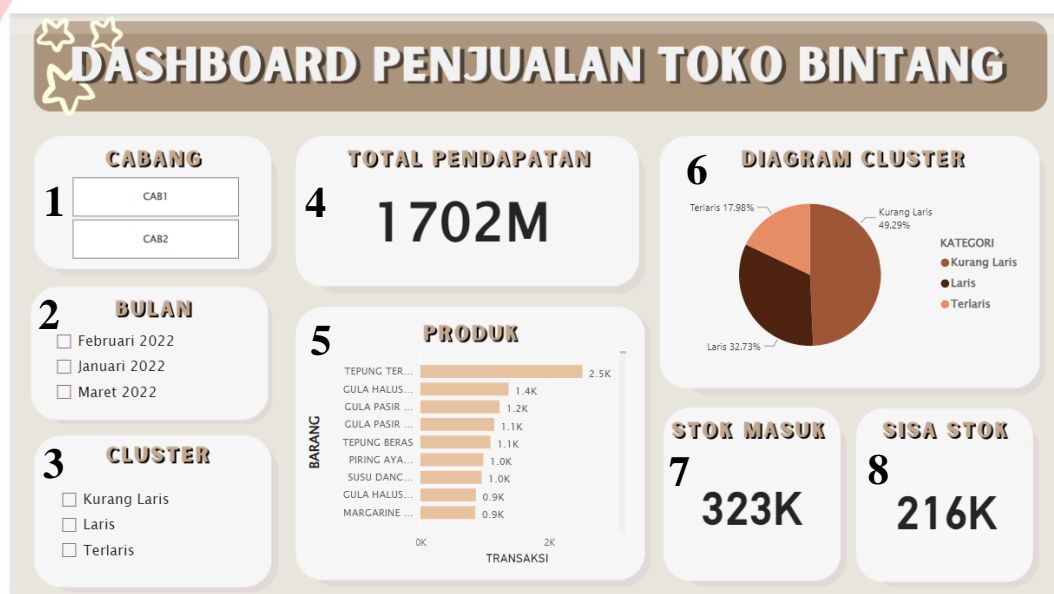 DASHBOARD PENJUALAN TOKO BINTANG
CABANG
1
CAB1
CAB2
2
BULAN
Februari 2022
Januari 2022
Maret 2022
3
CLUSTER
Kurang Laris
Laris
Terlaris
TOTAL PENDAPATAN
4
1702M
5
PRODUK
BARANG
TEPUNG TER... 2.5K
GULA HALUS... 1.4K
GULA PASIR ... 1.2K
GULA PASIR ... 1.1K
TEPUNG BERAS 1.1K
PIRING AYA... 1.0K
SUSU DANC... 1.0K
GULA HALUS... 0.9K
MARGARINE ... 0.9K
0K 2K
TRANSAKSI
6
DIAGRAM CLUSTER
Terlaris 17.98%
Kurang Laris
49.29%
Laris 32.73%
KATEGORI
Kurang Laris
Laris
Terlaris
STOK MASUK
7
323K
SISA STOK
8
216K